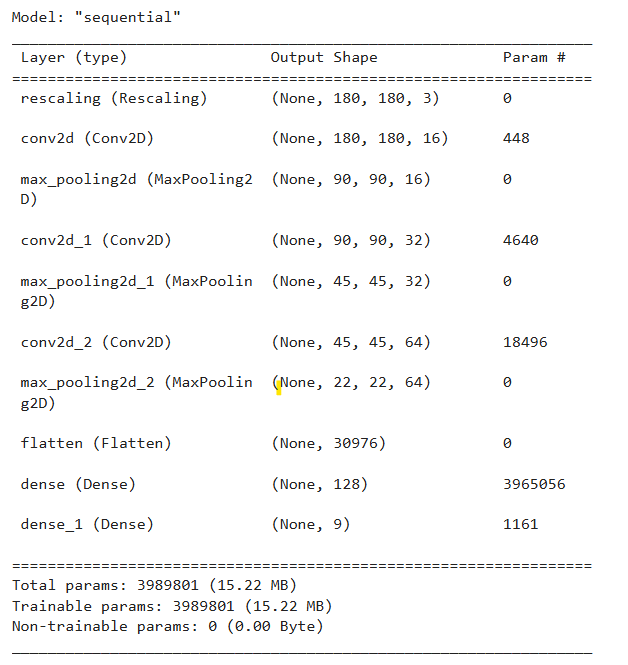 Model: "sequential"
_________________________________________________________________
Layer (type) Output Shape Param #
=================================================================
rescaling (Rescaling) (None, 180, 180, 3) 0
conv2d (Conv2D) (None, 180, 180, 16) 448
max_pooling2d (MaxPooling2 (None, 90, 90, 16) 0
D)
conv2d_1 (Conv2D) (None, 90, 90, 32) 4640
max_pooling2d_1 (MaxPoolin (None, 45, 45, 32) 0
g2D)
conv2d_2 (Conv2D) (None, 45, 45, 64) 18496
max_pooling2d_2 (MaxPoolin (None, 22, 22, 64) 0
g2D)
flatten (Flatten) (None, 30976) 0
dense (Dense) (None, 128) 3965056
dense_1 (Dense) (None, 9) 1161
=================================================================
Total params: 3989801 (15.22 MB)
Trainable params: 3989801 (15.22 MB)
Non-trainable params: 0 (0.00 Byte)
_________________________________________________________________